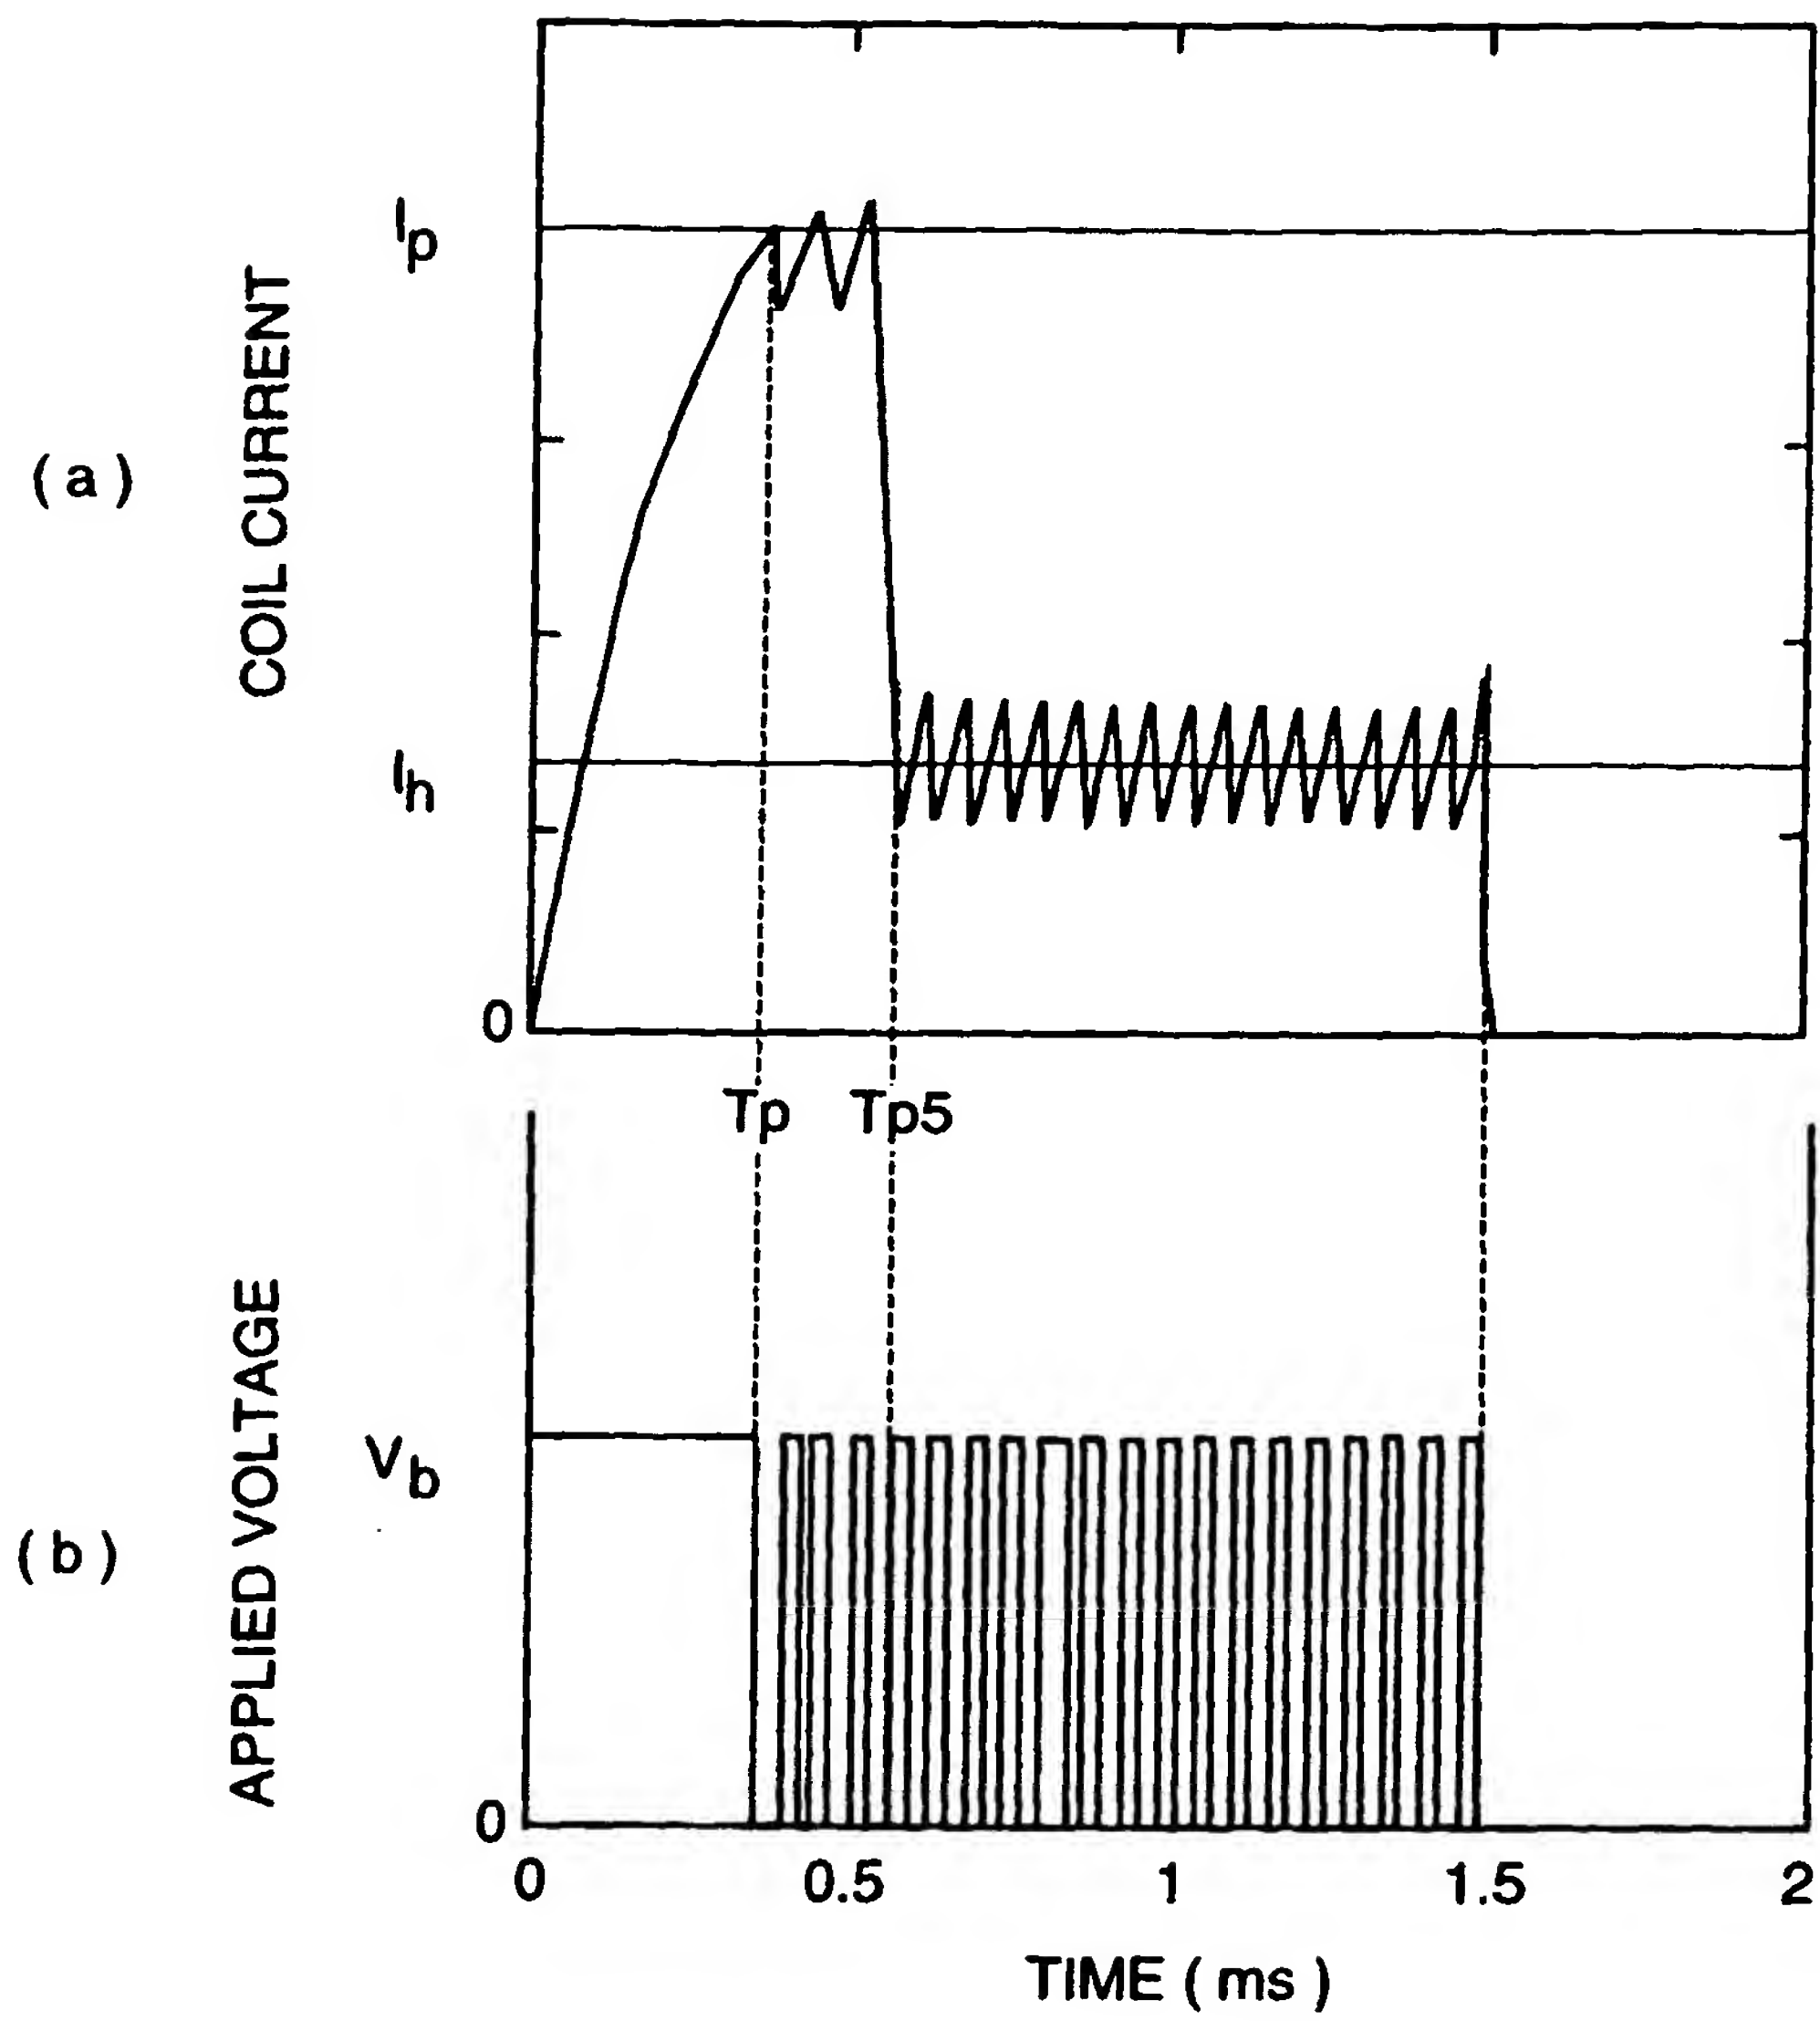 (a)
COIL CURRENT
Ip
Ih
0
Tp
Tp5
(b)
APPLIED VOLTAGE
Vb
0
0
0.5
1
1.5
2
TIME (ms)